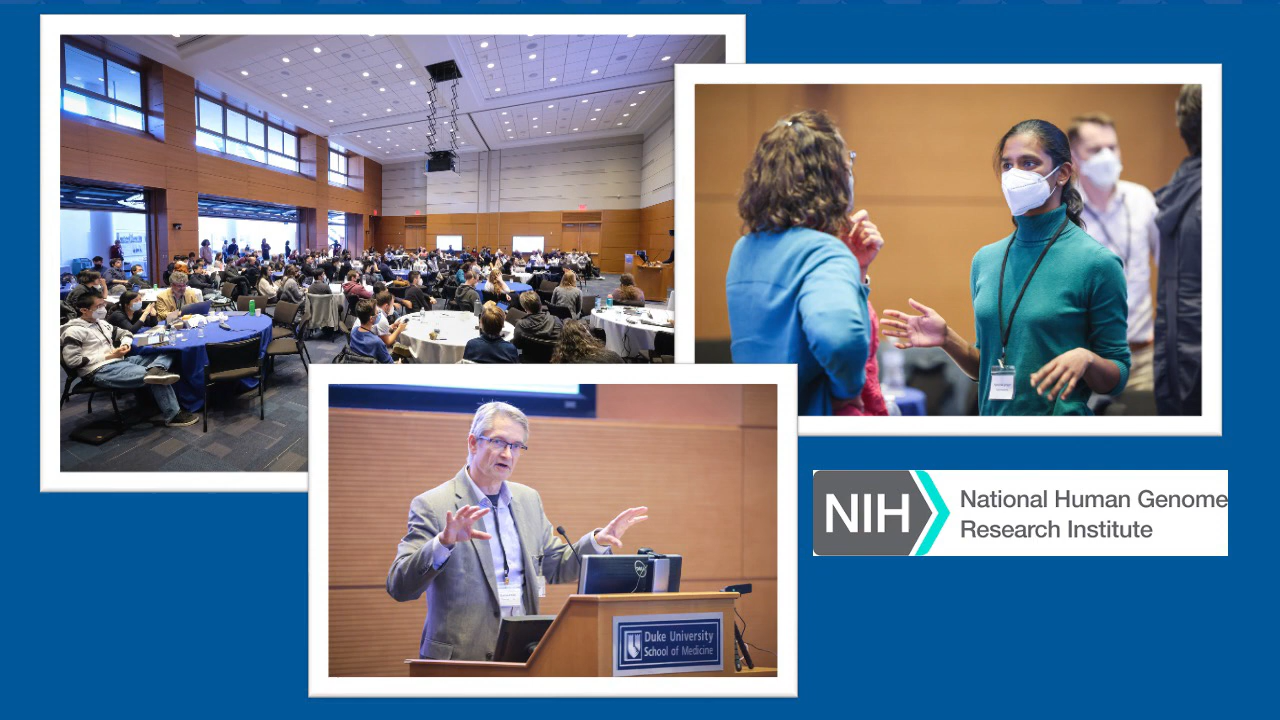 NIH
National Human Genome
Research Institute
Duke University
School of Medicine